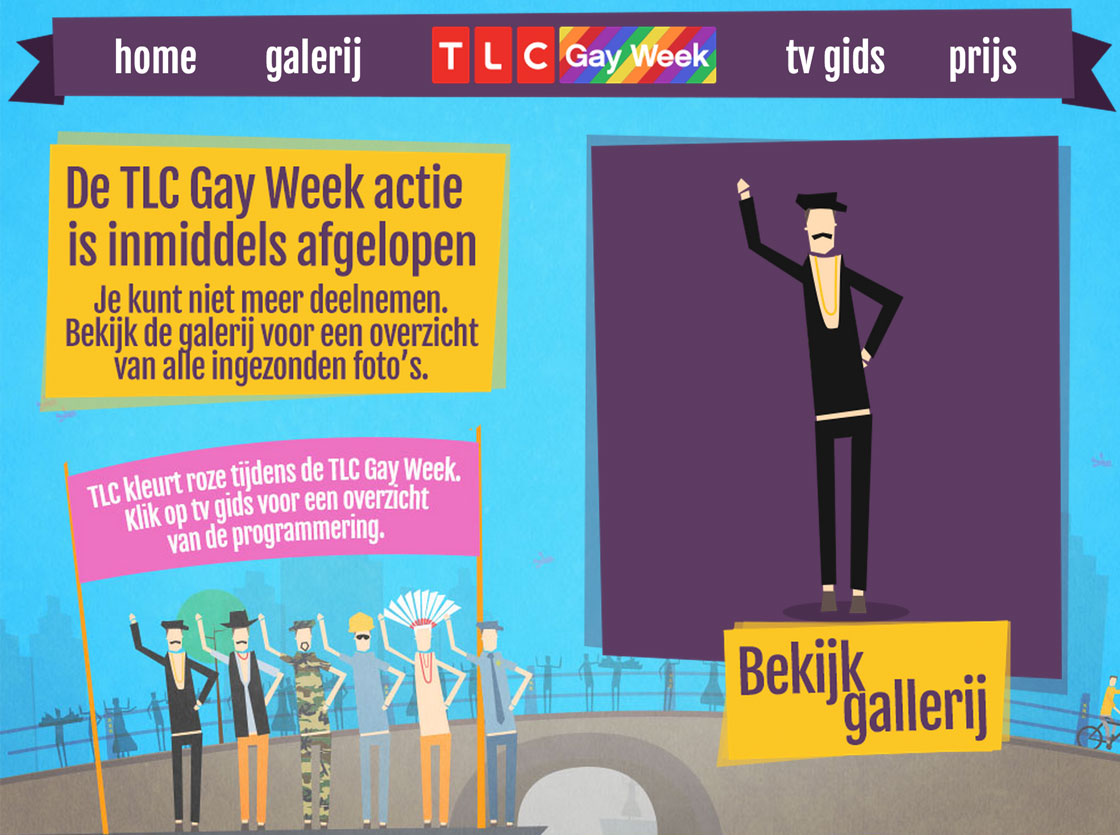 home galerij TLC Gay Week tv gids prijs
De TLC Gay Week actie
is inmiddels afgelopen
Je kunt niet meer deelnemen.
Bekijk de galerij voor een overzicht
van alle ingezonden foto's.
TLC kleurt roze tijdens de TLC Gay Week.
Klik op tv gids voor een overzicht
van de programmering.
Bekijk
gallerij